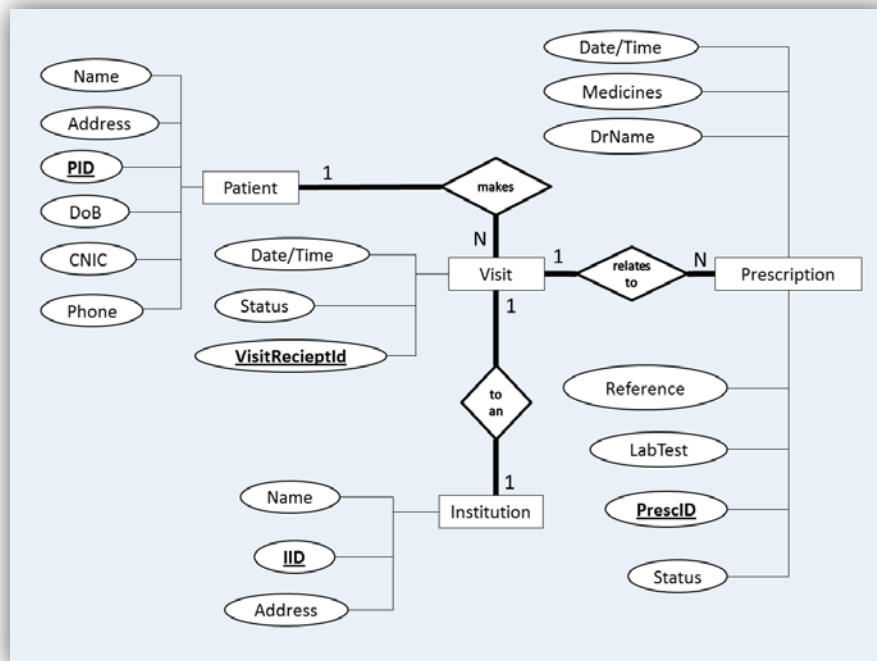 Name
Address
PID
DoB
CNIC
Phone
Patient
1
makes
N
Date/Time
Status
VisitRecieptId
Visit
1
relates
to
N
Prescription
Date/Time
Medicines
DrName
Reference
LabTest
PrescID
Status
1
to
an
1
Institution
Name
IID
Address